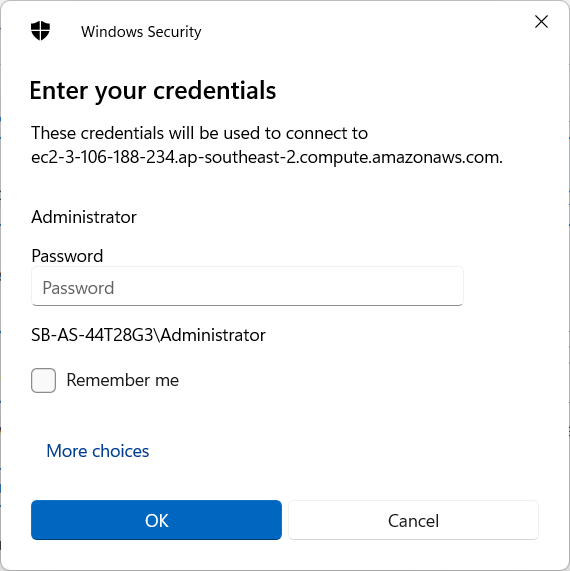 Windows Security
Enter your credentials
These credentials will be used to connect to
ec2-3-106-188-234.ap-southeast-2.compute.amazonaws.com.
Administrator
Password
Password
SB-AS-44T28G3\Administrator
Remember me
More choices
OK
Cancel